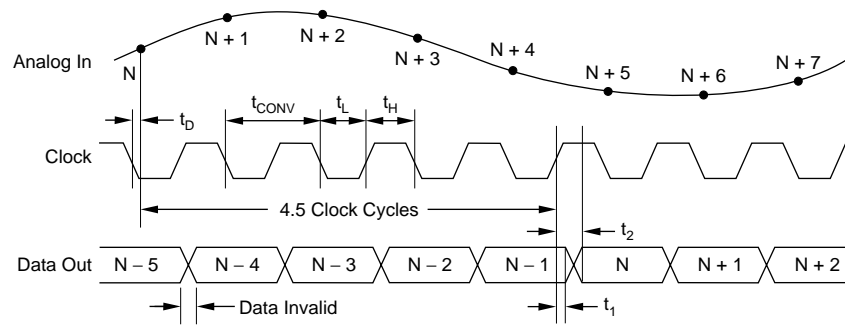 Analog In
N
N + 1
N + 2
N + 3
N + 4
N + 5
N + 6
N + 7
t_D
t_CONV
t_L
t_H
Clock
4.5 Clock Cycles
t_2
Data Out
N – 5
N – 4
N – 3
N – 2
N – 1
N
N + 1
N + 2
Data Invalid
t_1